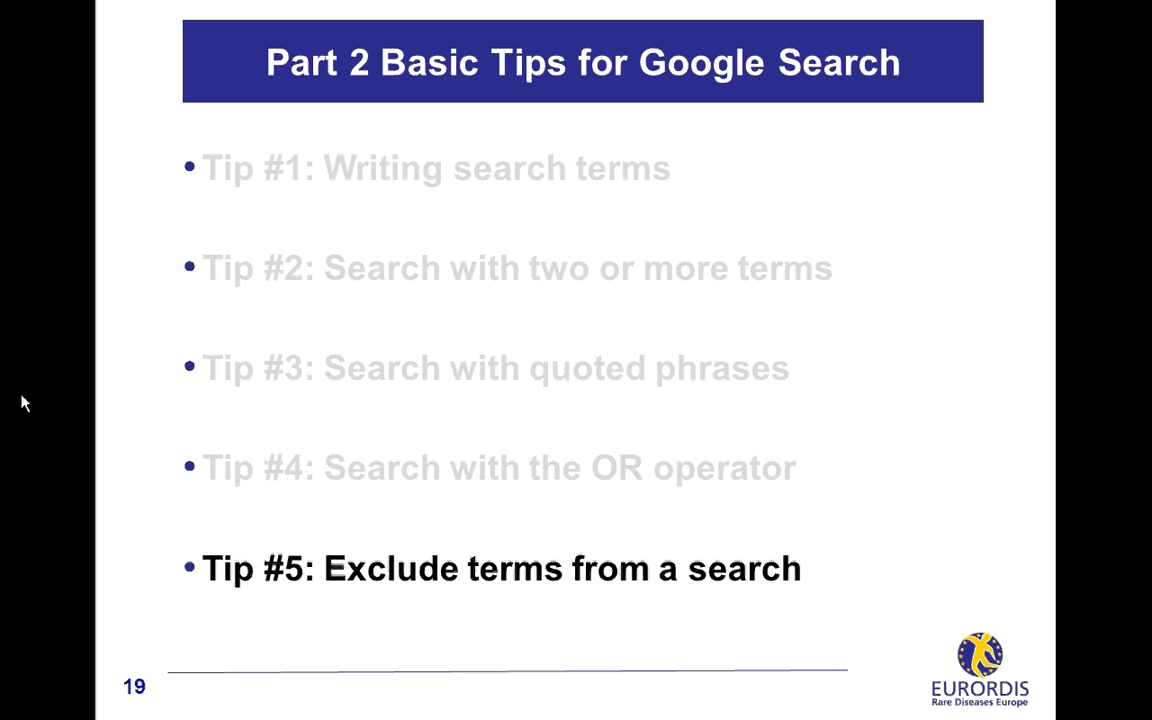 Part 2 Basic Tips for Google Search
• Tip #1: Writing search terms
• Tip #2: Search with two or more terms
• Tip #3: Search with quoted phrases
• Tip #4: Search with the OR operator
• Tip #5: Exclude terms from a search
19
EURORDIS
Rare Diseases Europe